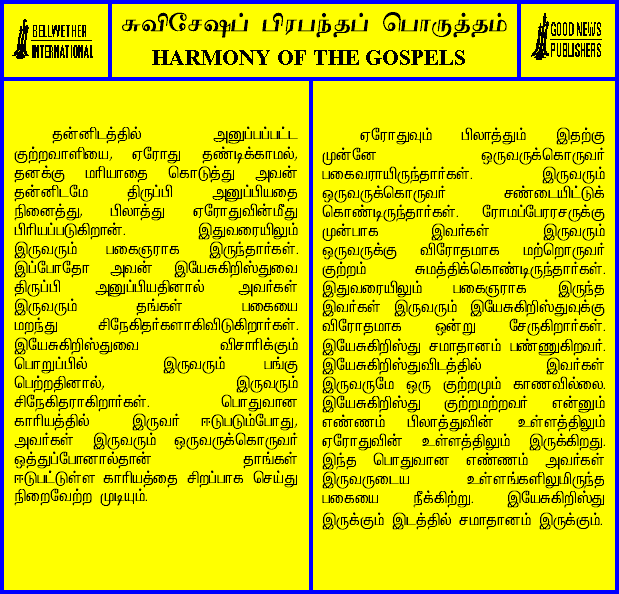 BELLWETHER
INTERNATIONAL
சுவிசேஷப் பிரபந்தப் பொருத்தம்
HARMONY OF THE GOSPELS
GOOD NEWS
PUBLISHERS
தன்னிடத்தில் அனுப்பப்பட்ட
குற்றவாளியை, ஏரோது தண்டிக்காமல்,
தனக்கு மரியாதை கொடுத்து அவன்
தன்னிடமே திருப்பி அனுப்பியதை
நினைத்து, பிலாத்து ஏரோதுவின்மீது
பிரியப்படுகிறான். இதுவரையிலும்
இருவரும் பகைஞராக இருந்தார்கள்.
இப்போதோ அவன் இயேசுகிறிஸ்துவை
திருப்பி அனுப்பியதினால் அவர்கள்
இருவரும் தங்கள் பகையை
மறந்து சிநேகிதர்களாகிவிடுகிறார்கள்.
இயேசுகிறிஸ்துவை விசாரிக்கும்
பொறுப்பில் இருவரும் பங்கு
பெற்றதினால், இருவரும்
சிநேகிதராகிறார்கள். பொதுவான
காரியத்தில் இருவர் ஈடுபடும்போது,
அவர்கள் இருவரும் ஒருவருக்கொருவர்
ஒத்துப்போனால்தான் தாங்கள்
ஈடுபட்டுள்ள காரியத்தை சிறப்பாக செய்து
நிறைவேற்ற முடியும்.
ஏரோதுவும் பிலாத்தும் இதற்கு
முன்னே ஒருவருக்கொருவர்
பகைவராயிருந்தார்கள். இருவரும்
ஒருவருக்கொருவர் சண்டையிட்டுக்
கொண்டிருந்தார்கள். ரோமப்பேரரசருக்கு
முன்பாக இவர்கள் இருவரும்
ஒருவருக்கு விரோதமாக மற்றொருவர்
குற்றம் சுமத்திக்கொண்டிருந்தார்கள்.
இதுவரையிலும் பகைஞராக இருந்த
இவர்கள் இருவரும் இயேசுகிறிஸ்துவுக்கு
விரோதமாக ஒன்று சேருகிறார்கள்.
இயேசுகிறிஸ்து சமாதானம் பண்ணுகிறவர்.
இயேசுகிறிஸ்துவிடத்தில் இவர்கள்
இருவருமே ஒரு குற்றமும் காணவில்லை.
இயேசுகிறிஸ்து குற்றமற்றவர் என்னும்
எண்ணம் பிலாத்துவின் உள்ளத்திலும்
ஏரோதுவின் உள்ளத்திலும் இருக்கிறது.
இந்த பொதுவான எண்ணம் அவர்கள்
இருவருடைய உள்ளங்களிலுமிருந்த
பகையை நீக்கிற்று. இயேசுகிறிஸ்து
இருக்கும் இடத்தில் சமாதானம் இருக்கும்.